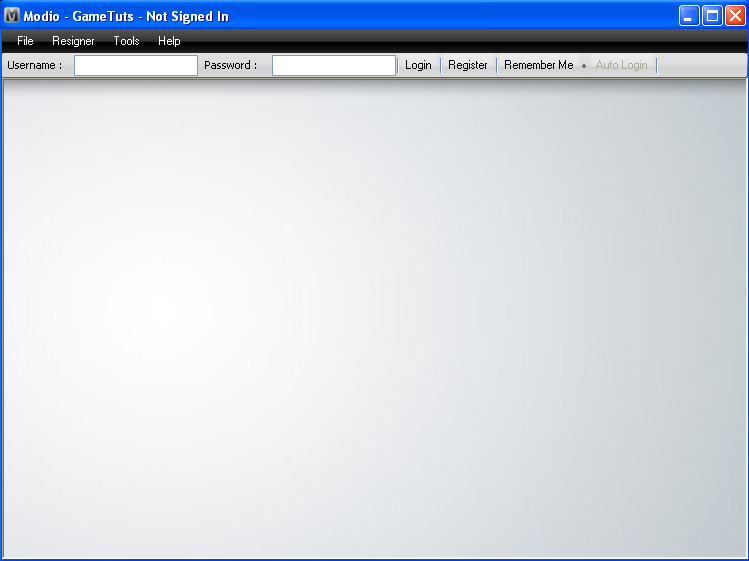 Modio - GameTuts - Not Signed In
File Resigner Tools Help
Username : Password : Login Register Remember Me • Auto Login